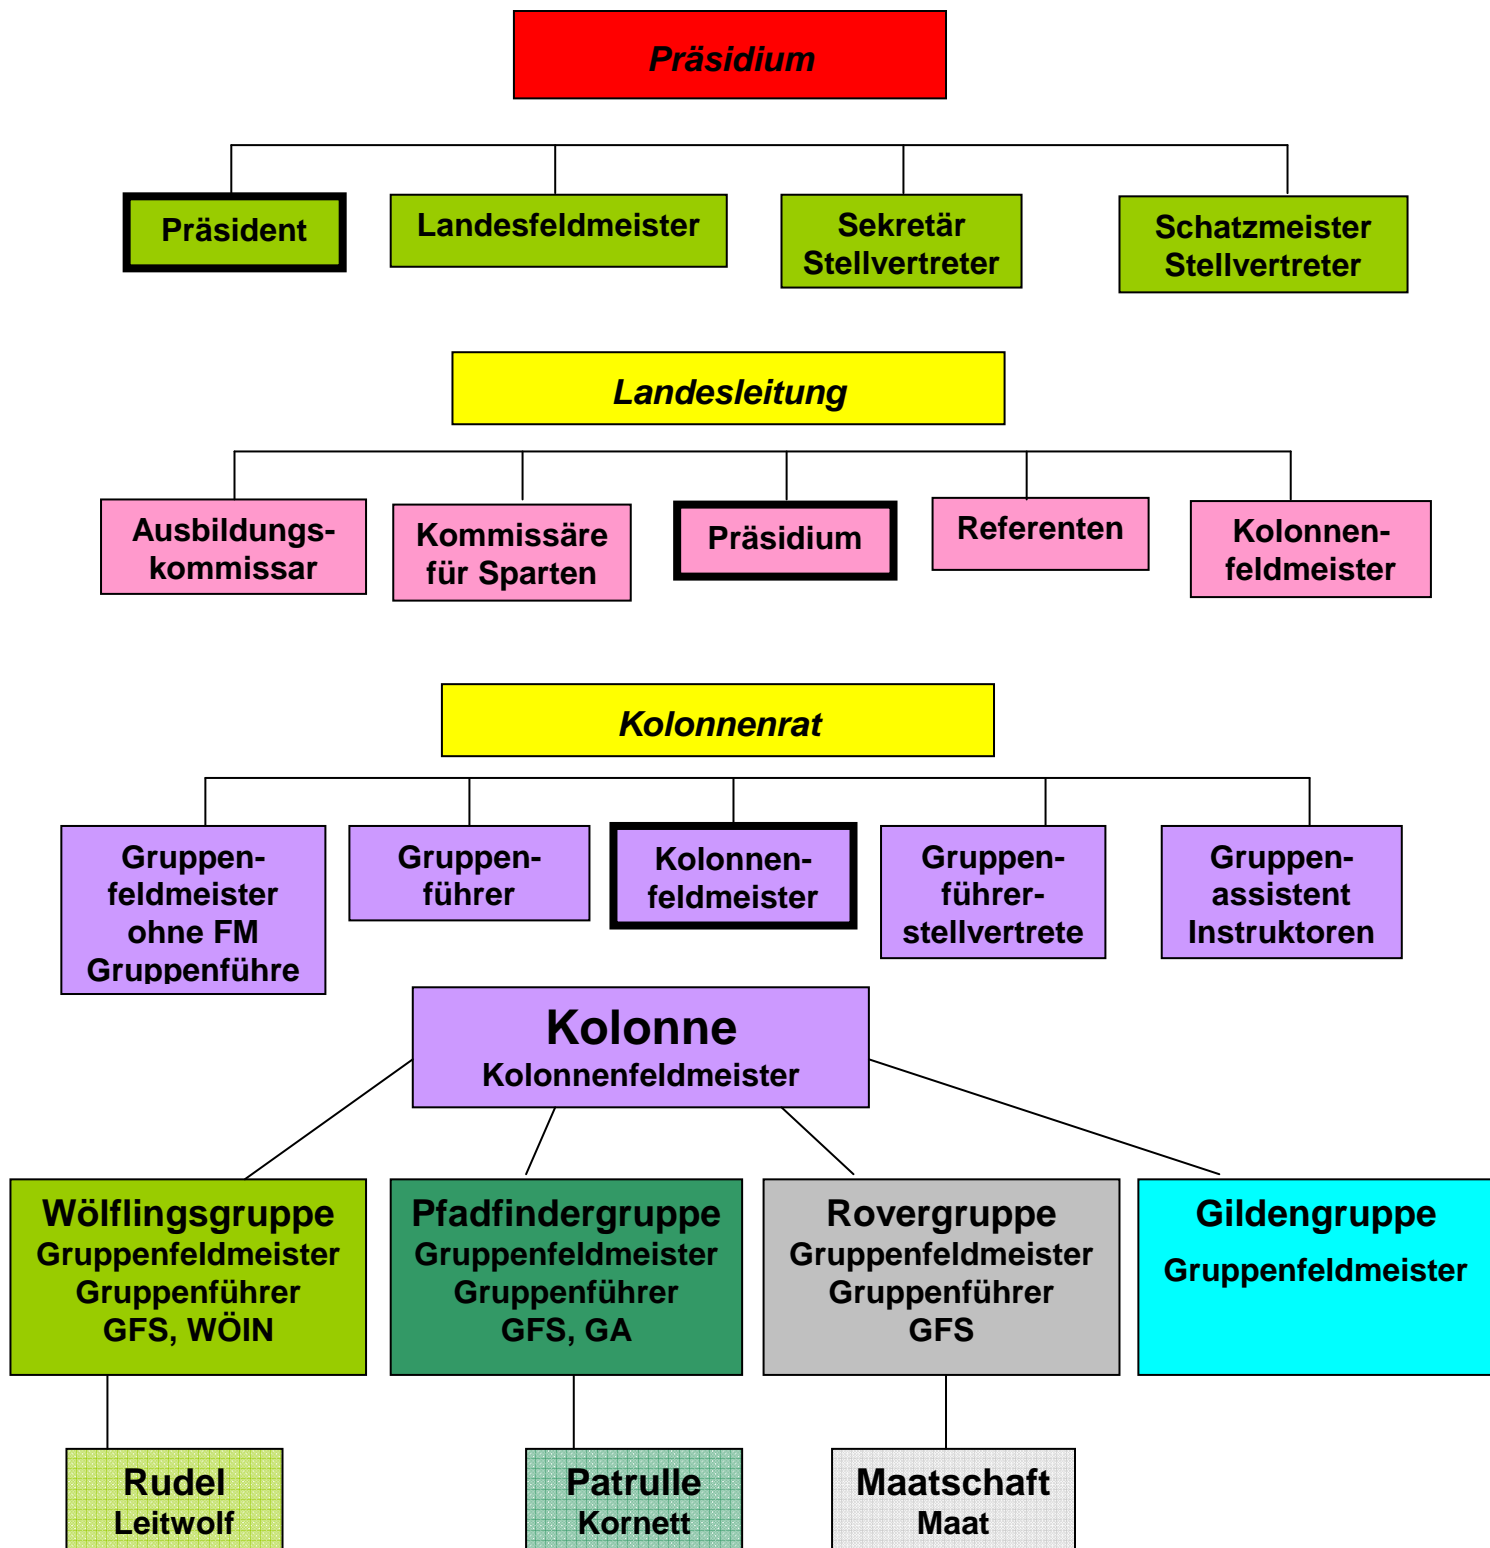 Präsidium
Präsident
Landesfeldmeister
Sekretär
Stellvertreter
Schatzmeister
Stellvertreter
Landesleitung
Ausbildungs-
kommissar
Kommissäre
für Sparten
Präsidium
Referenten
Kolonnen-
feldmeister
Kolonnenrat
Gruppen-
feldmeister
ohne FM
Gruppenführe
Gruppen-
führer
Kolonnen-
feldmeister
Gruppen-
führer-
stellvertrete
Gruppen-
assistent
Instruktoren
Kolonne
Kolonnenfeldmeister
Wölflingsgruppe
Gruppenfeldmeister
Gruppenführer
GFS, WÖIN
Pfadfindergruppe
Gruppenfeldmeister
Gruppenführer
GFS, GA
Rovergruppe
Gruppenfeldmeister
Gruppenführer
GFS
Gildengruppe
Gruppenfeldmeister
Rudel
Leitwolf
Patrulle
Kornett
Maatschaft
Maat